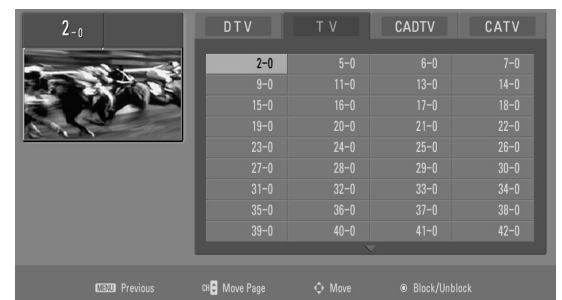 2-0
DTV TV CADTV CATV
2-0 5-0 6-0 7-0
9-0 11-0 13-0 14-0
15-0 16-0 17-0 18-0
19-0 20-0 21-0 22-0
23-0 24-0 25-0 26-0
27-0 28-0 29-0 30-0
31-0 32-0 33-0 34-0
35-0 36-0 37-0 38-0
39-0 40-0 41-0 42-0
MENU Previous CH Move Page Move Block/Unblock